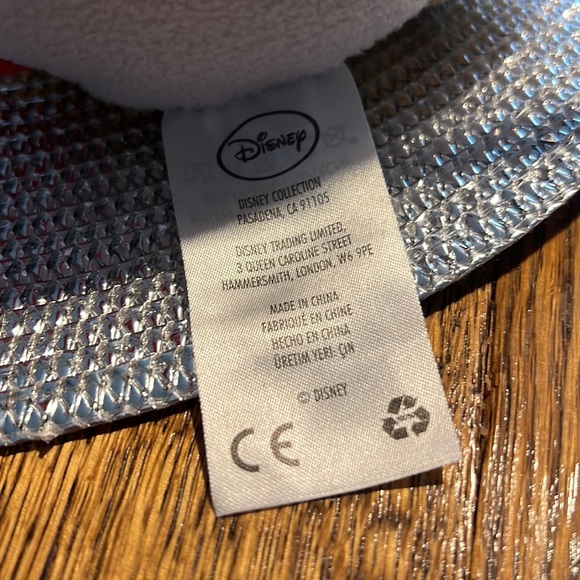 Disney
DISNEY COLLECTION
PASADENA, CA 91105
DISNEY TRADING LIMITED,
3 QUEEN CAROLINE STREET
HAMMERSMITH, LONDON, W6 9PE
MADE IN CHINA
FABRIQUÉ EN CHINE
HECHO EN CHINA
ÜRETIM YERI: ÇIN
© DISNEY
CE